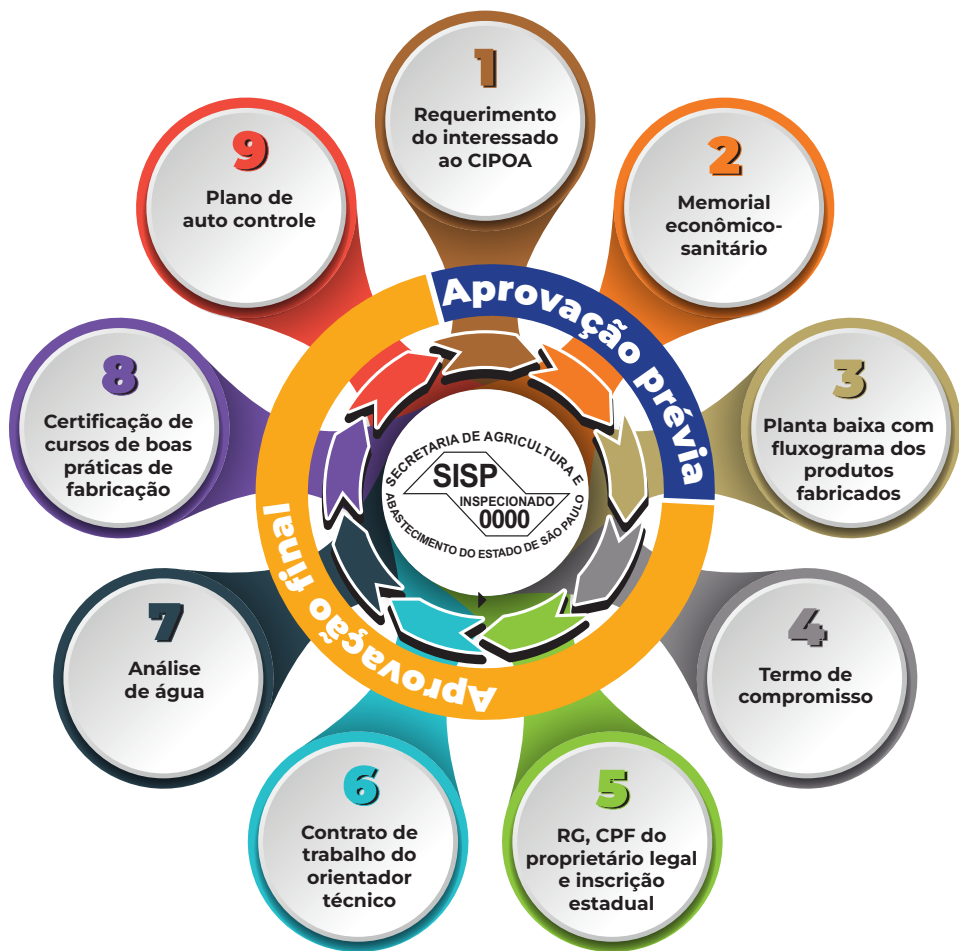 1
Requerimento
do interessado
ao CIPOA
2
Memorial
econômico-
sanitário
3
Planta baixa com
fluxograma dos
produtos
fabricados
4
Termo de
compromisso
5
RG, CPF do
proprietário legal
e inscrição
estadual
6
Contrato de
trabalho do
orientador
técnico
7
Análise
de água
8
Certificação de
cursos de boas
práticas de
fabricação
9
Plano de
auto controle
Aprovação prévia
Aprovação final
SECRETARIA DE AGRICULTURA E
SISP
INSPECIONADO
0000
ABASTECIMENTO DO ESTADO DE SÃO PAULO